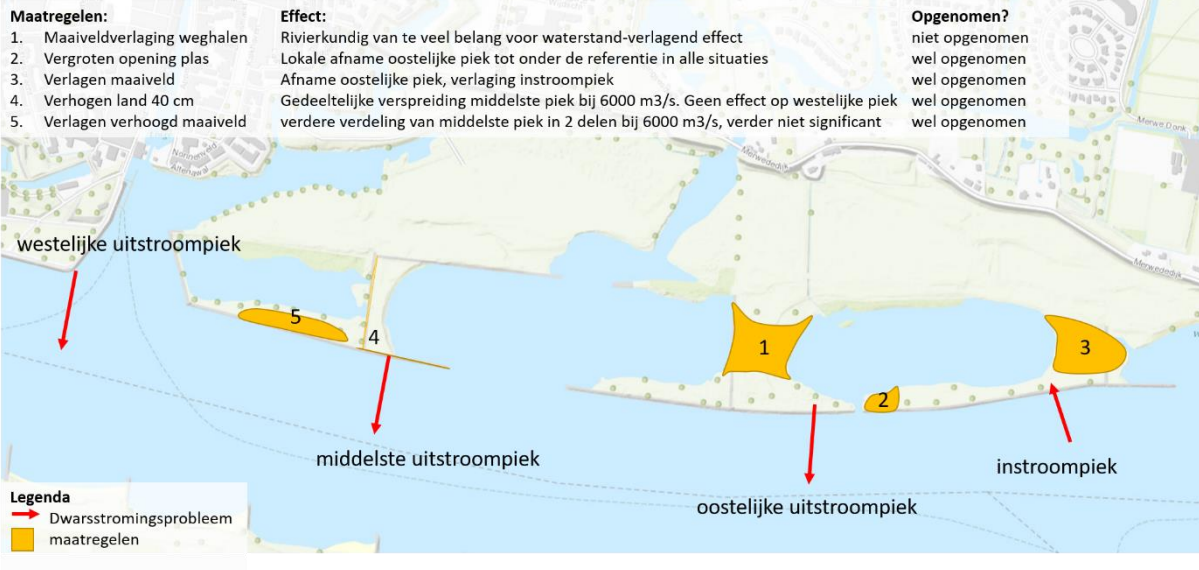 Maatregelen: Effect: Opgenomen?
1. Maaiveldverlaging weghalen Rivierkundig van te veel belang voor waterstand-verlagend effect niet opgenomen
2. Vergroten opening plas Lokale afname oostelijke piek tot onder de referentie in alle situaties wel opgenomen
3. Verlagen maaiveld Afname oostelijke piek, verlaging instroompiek wel opgenomen
4. Verhogen land 40 cm Gedeeltelijke verspreiding middelste piek bij 6000 m3/s. Geen effect op westelijke piek wel opgenomen
5. Verlagen verhoogd maaiveld verdere verdeling van middelste piek in 2 delen bij 6000 m3/s, verder niet significant wel opgenomen
Merwededijk
Altenawal
westelijke uitstroompiek
Merwededijk
5
4
1
3
2
middelste uitstroompiek
instroompiek
oostelijke uitstroompiek
Legenda
Dwarsstromingsprobleem
maatregelen